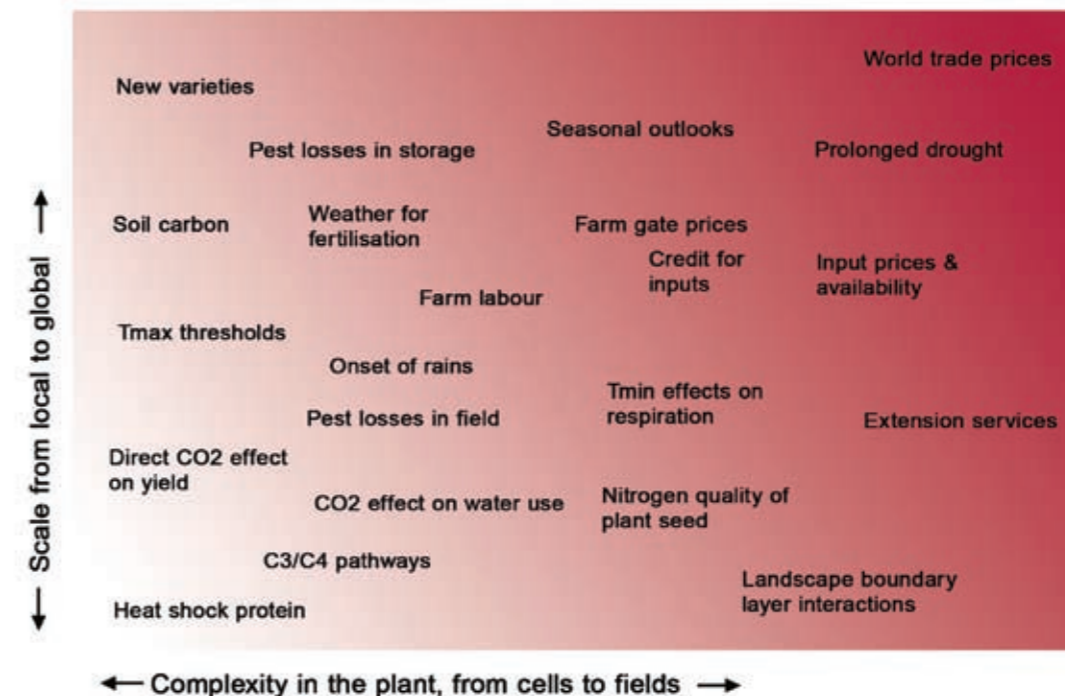 World trade prices
New varieties
Seasonal outlooks
Pest losses in storage
Prolonged drought
Soil carbon
Weather for
fertilisation
Farm gate prices
Credit for
inputs
Input prices &
availability
Farm labour
Tmax thresholds
Onset of rains
Tmin effects on
respiration
Pest losses in field
Extension services
Direct CO2 effect
on yield
CO2 effect on water use
Nitrogen quality of
plant seed
C3/C4 pathways
Landscape boundary
layer interactions
Heat shock protein
Scale from local to global
Complexity in the plant, from cells to fields